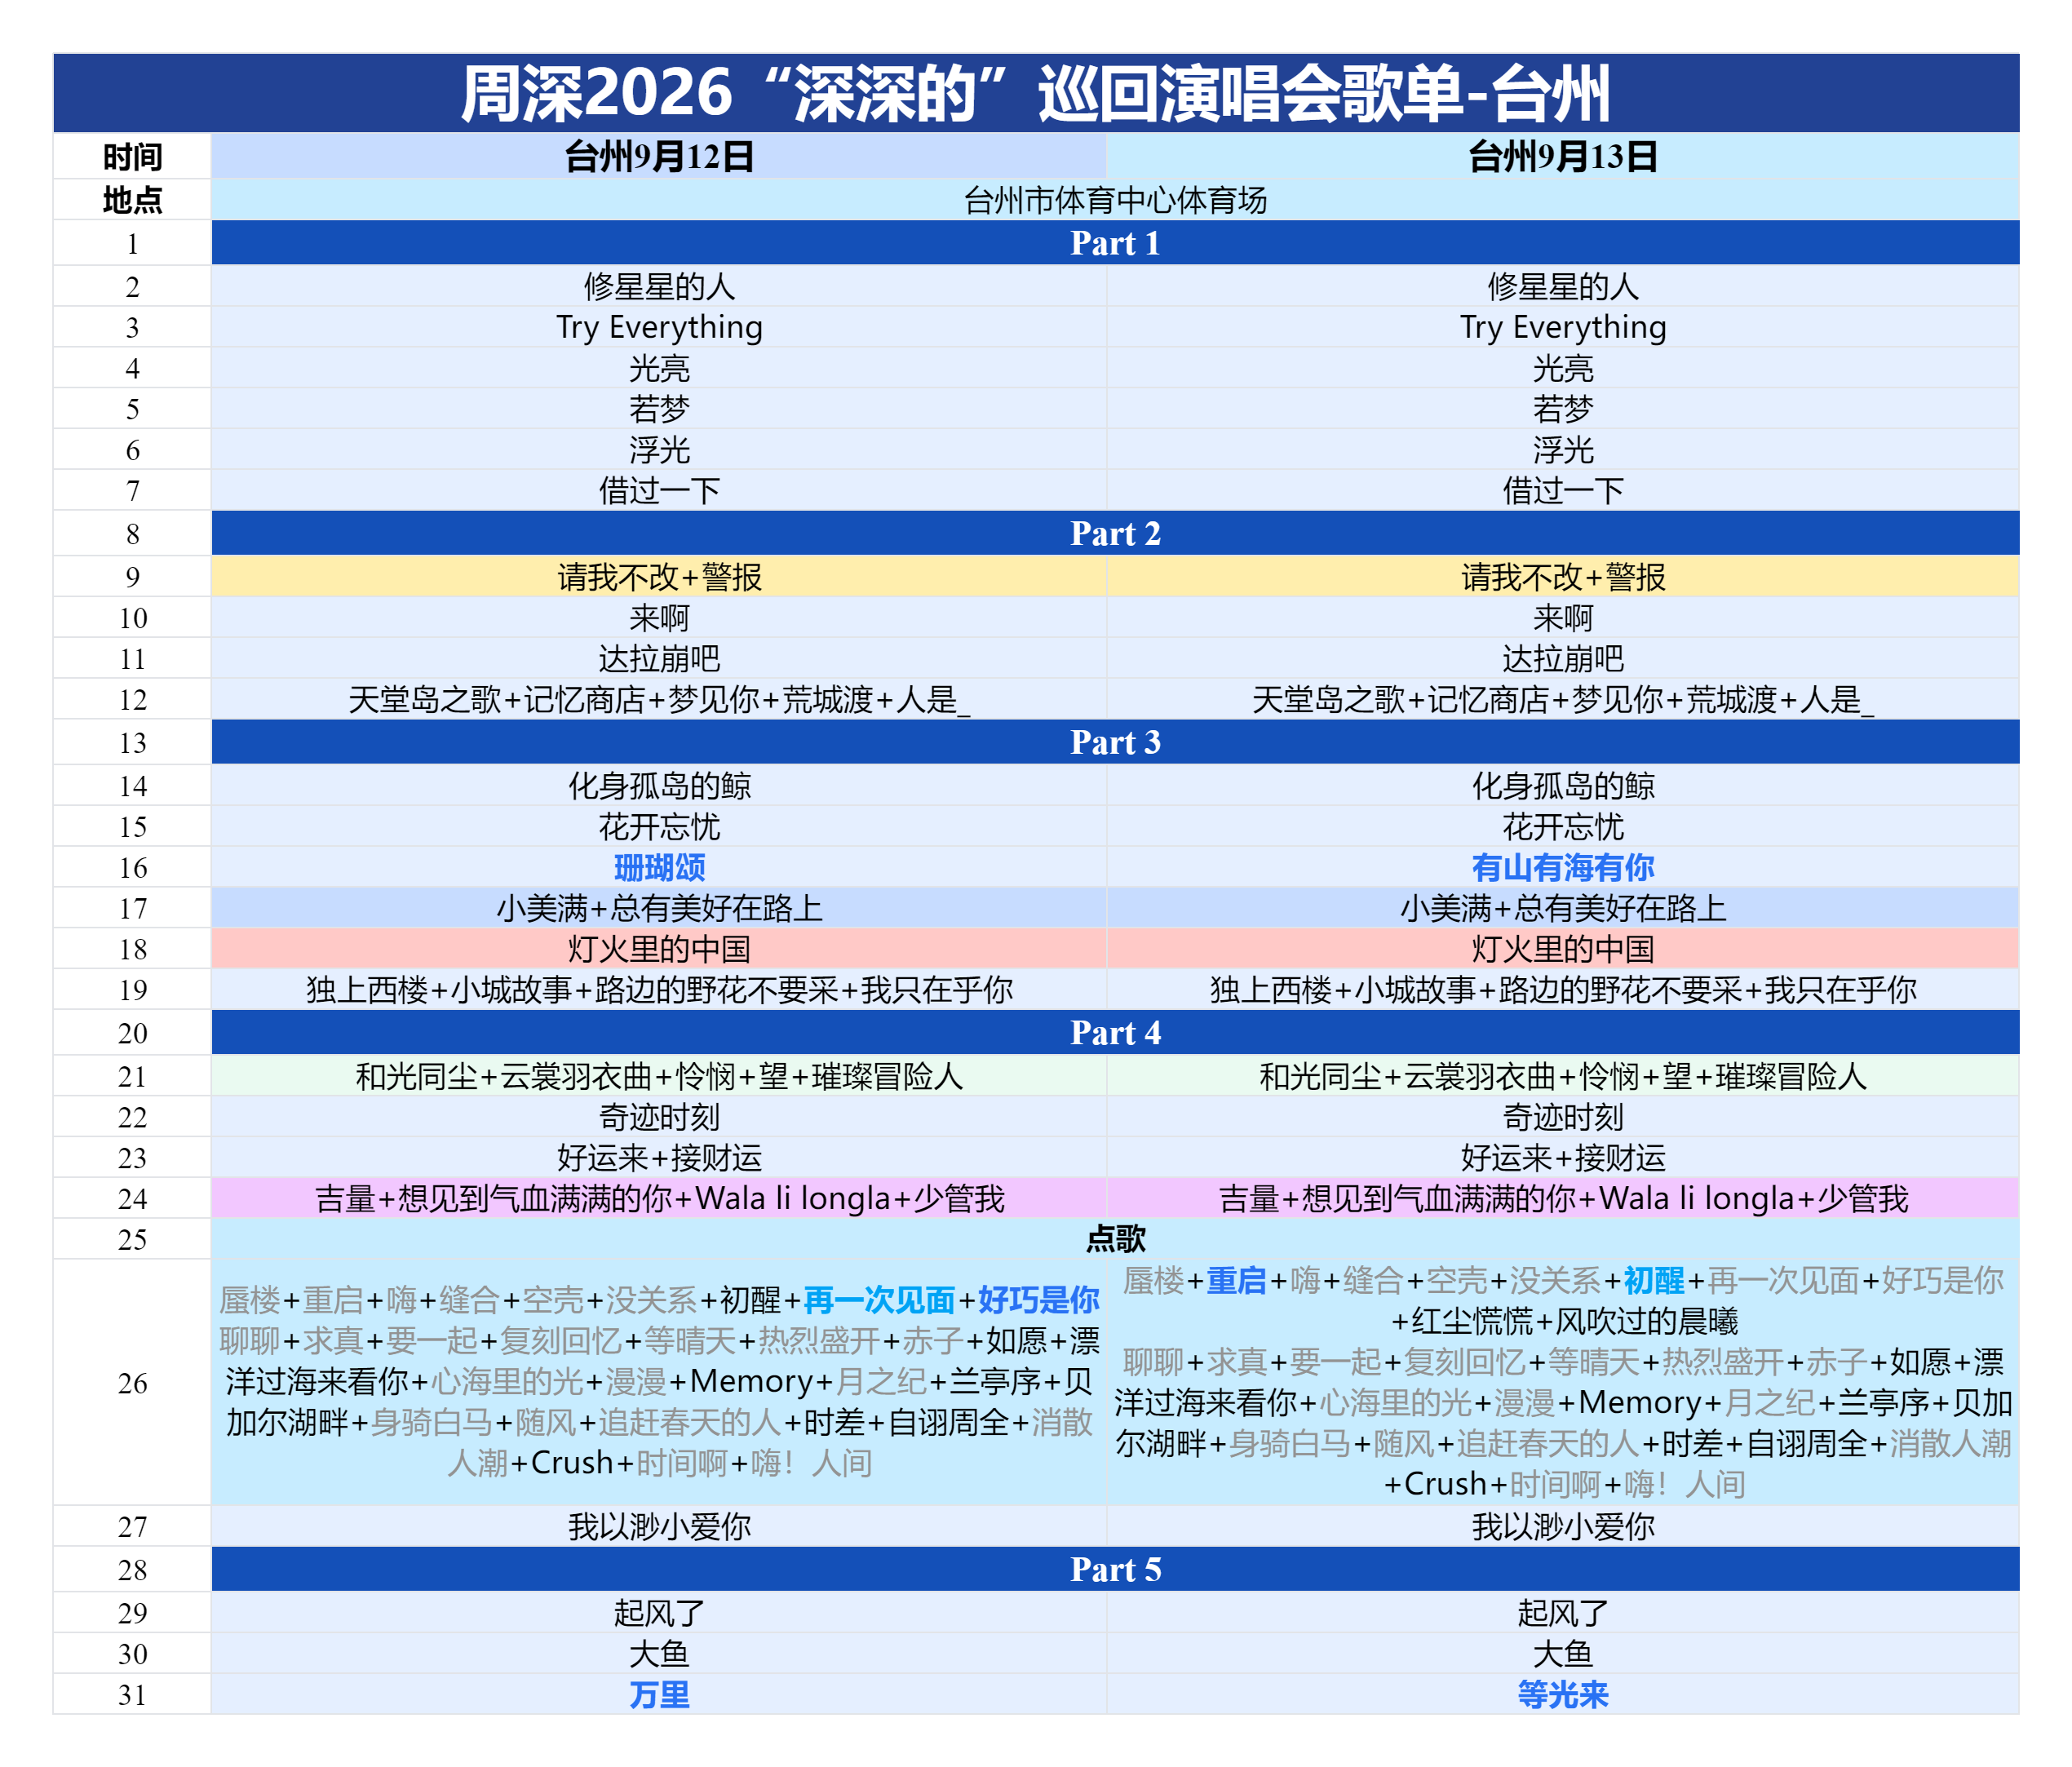 周深2026“深深的”巡回演唱会歌单-台州
时间 台州9月12日 台州9月13日
地点 台州市体育中心体育场
1 Part 1
2 修星星的人 修星星的人
3 Try Everything Try Everything
4 光亮 光亮
5 若梦 若梦
6 浮光 浮光
7 借过一下 借过一下
8 Part 2
9 请我不改+警报 请我不改+警报
10 来啊 来啊
11 达拉崩吧 达拉崩吧
12 天堂岛之歌+记忆商店+梦见你+荒城渡+人是_ 天堂岛之歌+记忆商店+梦见你+荒城渡+人是_
13 Part 3
14 化身孤岛的鲸 化身孤岛的鲸
15 花开忘忧 花开忘忧
16 珊瑚颂 有山有海有你
17 小美满+总有美好在路上 小美满+总有美好在路上
18 灯火里的中国 灯火里的中国
19 独上西楼+小城故事+路边的野花不要采+我只在乎你 独上西楼+小城故事+路边的野花不要采+我只在乎你
20 Part 4
21 和光同尘+云裳羽衣曲+怜悯+望+璀璨冒险人 和光同尘+云裳羽衣曲+怜悯+望+璀璨冒险人
22 奇迹时刻 奇迹时刻
23 好运来+接财运 好运来+接财运
24 吉量+想见到气血满满的你+Wala li longla+少管我 吉量+想见到气血满满的你+Wala li longla+少管我
25 点歌
26
蜃楼+重启+嗨+缝合+空壳+没关系+初醒+再一次见面+好巧是你
聊聊+求真+要一起+复刻回忆+等晴天+热烈盛开+赤子+如愿+漂
洋过海来看你+心海里的光+漫漫+Memory+月之纪+兰亭序+贝
加尔湖畔+身骑白马+随风+追赶春天的人+时差+自诩周全+消散
人潮+Crush+时间啊+嗨！人间
蜃楼+重启+嗨+缝合+空壳+没关系+初醒+再一次见面+好巧是你
+红尘慌慌+风吹过的晨曦
聊聊+求真+要一起+复刻回忆+等晴天+热烈盛开+赤子+如愿+漂
洋过海来看你+心海里的光+漫漫+Memory+月之纪+兰亭序+贝加
尔湖畔+身骑白马+随风+追赶春天的人+时差+自诩周全+消散人潮
+Crush+时间啊+嗨！人间
27 我以渺小爱你 我以渺小爱你
28 Part 5
29 起风了 起风了
30 大鱼 大鱼
31 万里 等光来